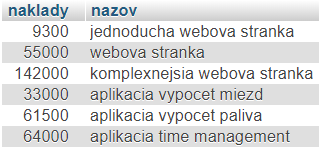 naklady nazov
9300 jednoducha webova stranka
55000 webova stranka
142000 komplexnejsia webova stranka
33000 aplikacia vypocet miezd
61500 aplikacia vypocet paliva
64000 aplikacia time management